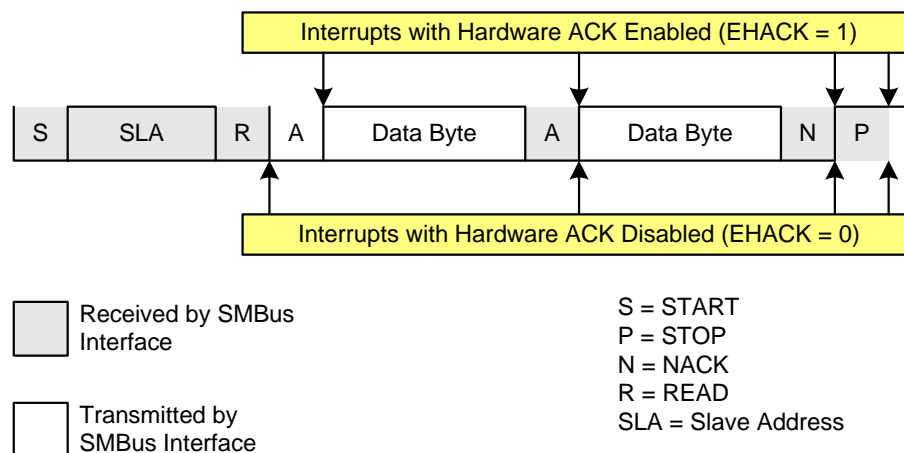 Interrupts with Hardware ACK Enabled (EHACK = 1)
S SLA R A Data Byte A Data Byte N P
Interrupts with Hardware ACK Disabled (EHACK = 0)
Received by SMBus
Interface
Transmitted by
SMBus Interface
S = START
P = STOP
N = NACK
R = READ
SLA = Slave Address